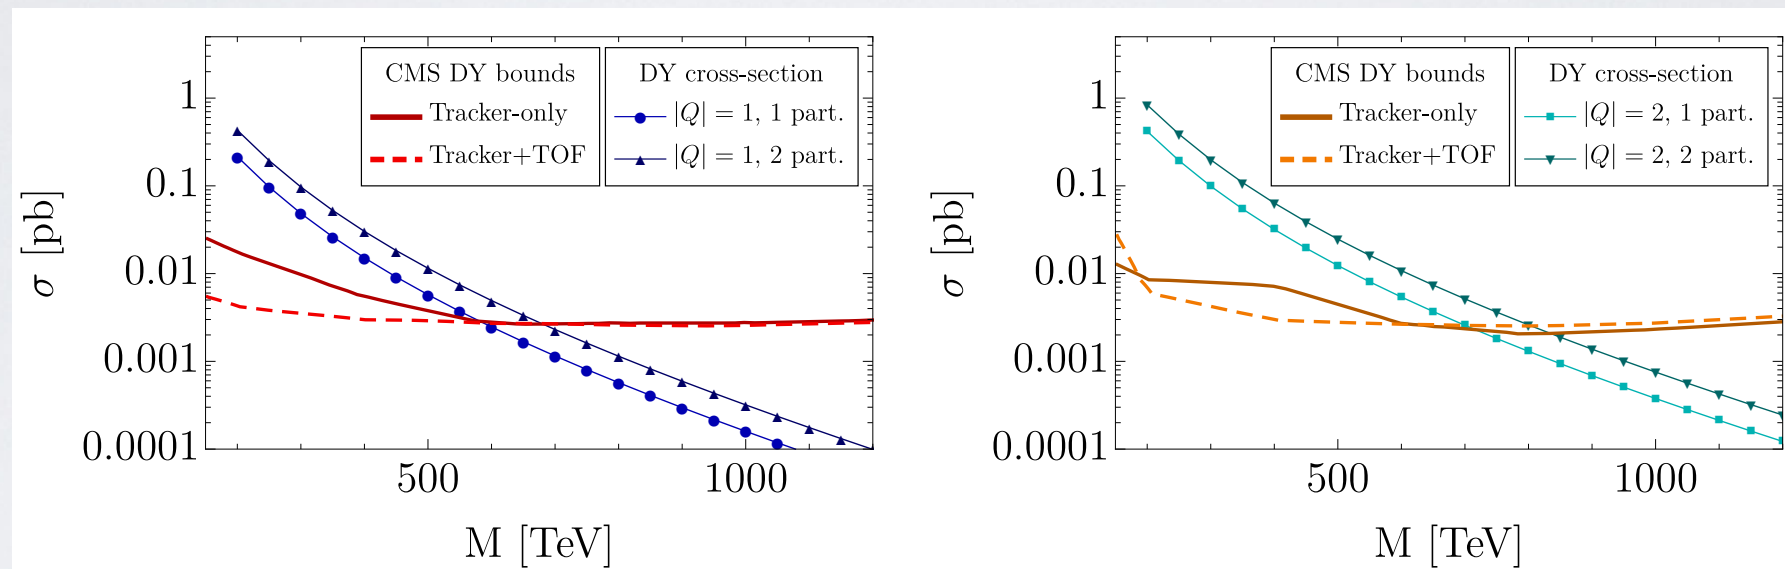 CMS DY bounds
Tracker-only
Tracker+TOF
DY cross-section
|Q| = 1, 1 part.
|Q| = 1, 2 part.
1
0.1
0.01
0.001
0.0001
σ [pb]
500
1000
M [TeV]
CMS DY bounds
Tracker-only
Tracker+TOF
DY cross-section
|Q| = 2, 1 part.
|Q| = 2, 2 part.
1
0.1
0.01
0.001
0.0001
σ [pb]
500
1000
M [TeV]